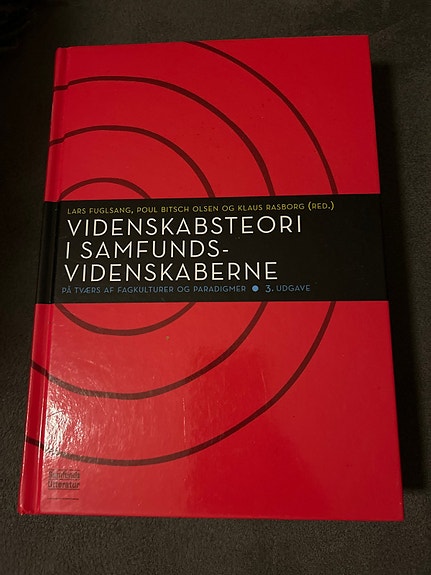 LARS FUGLSANG, POUL BITSCH OLSEN OG KLAUS RASBORG (RED.)
VIDENSKABSTEORI
I SAMFUNDS-
VIDENSKABERNE
PÅ TVÆRS AF FAGKULTURER OG PARADIGMER • 3. UDGAVE
Samfunds
litteratur